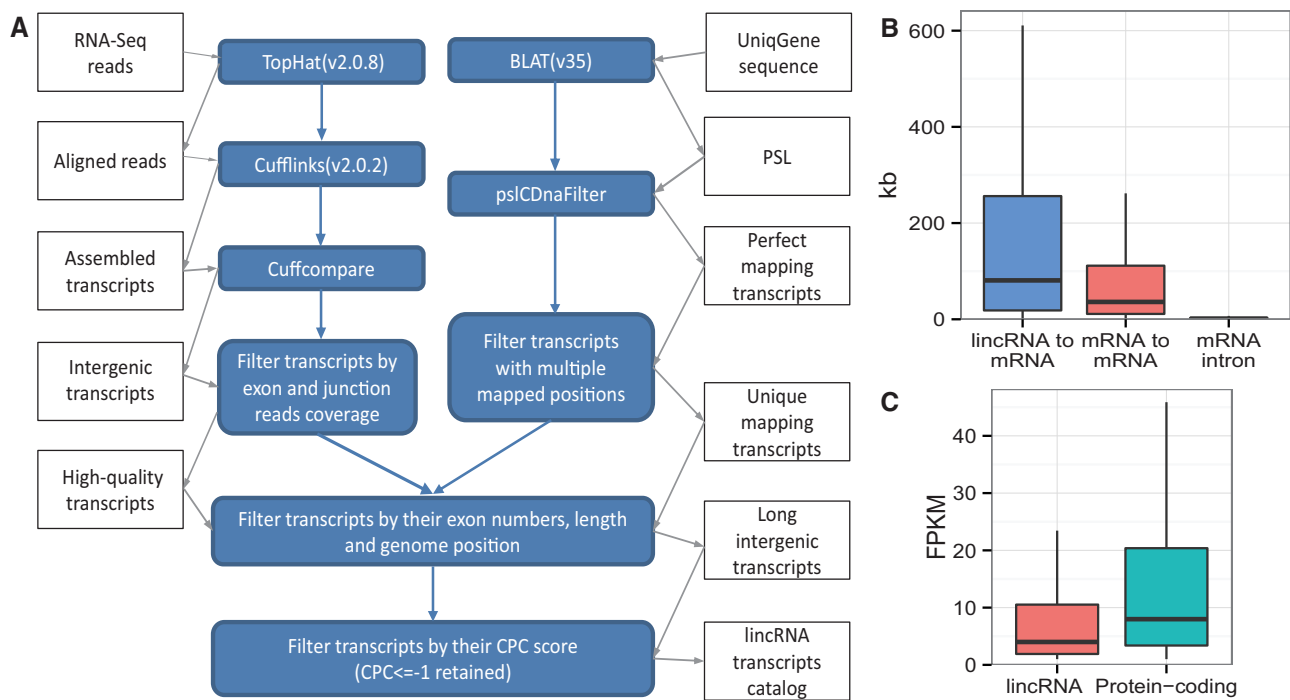 A
RNA-Seq
reads
Aligned reads
Assembled
transcripts
Intergenic
transcripts
High-quality
transcripts
TopHat(v2.0.8)
Cufflinks(v2.0.2)
Cuffcompare
Filter transcripts by
exon and junction
reads coverage
BLAT(v35)
pslCDnaFilter
Filter transcripts
with multiple
mapped positions
Filter transcripts by their exon numbers, length
and genome position
Filter transcripts by their CPC score
(CPC<=-1 retained)
UniqGene
sequence
PSL
Perfect
mapping
transcripts
Unique
mapping
transcripts
Long
intergenic
transcripts
lincRNA
transcripts
catalog
B
kb
600
400
200
0
lincRNA to
mRNA
mRNA to
mRNA
mRNA
intron
C
FPKM
40
30
20
10
0
lincRNA
Protein-coding